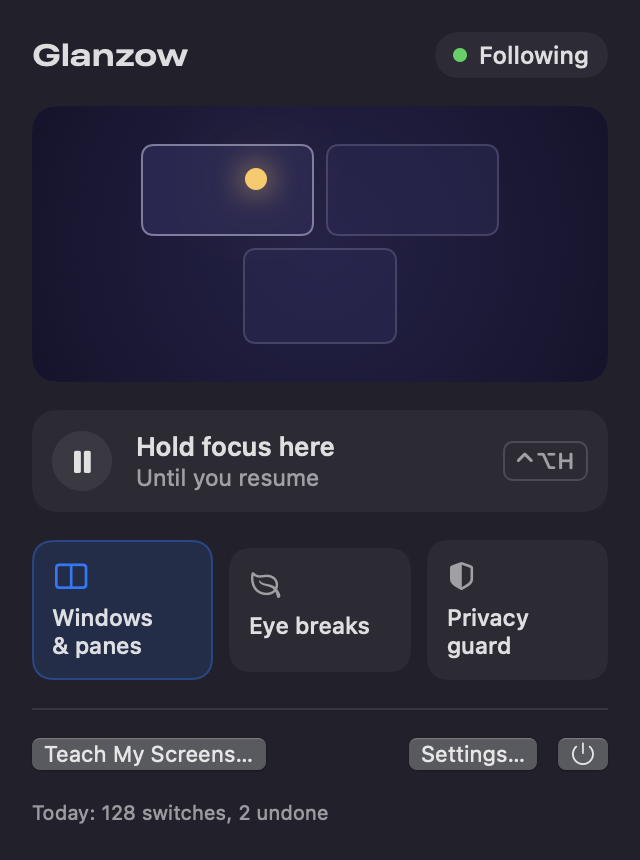 Glanzow
Following
Hold focus here
Until you resume
^⌥H
Windows
& panes
Eye breaks
Privacy
guard
Teach My Screens...
Settings...
Today: 128 switches, 2 undone